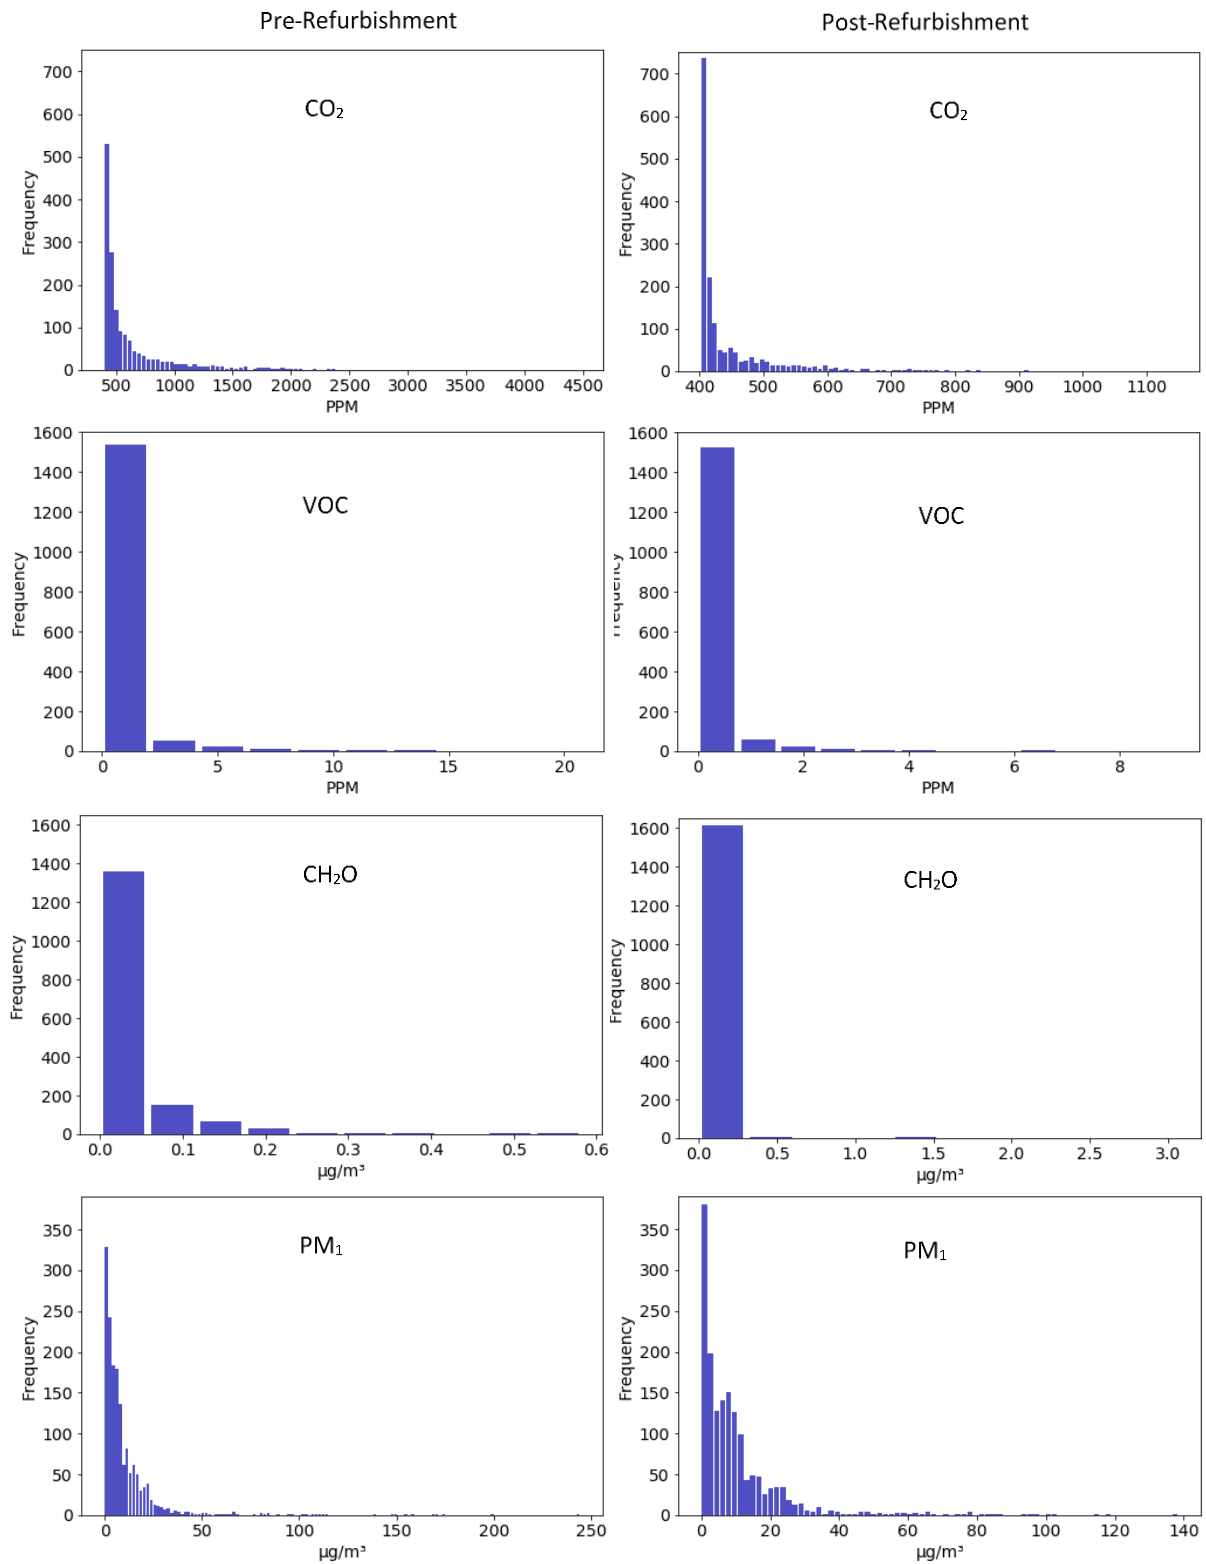 Pre-Refurbishment
Post-Refurbishment
CO₂
700
600
500
400
300
200
100
0
Frequency
500 1000 1500 2000 2500 3000 3500 4000 4500
PPM
CO₂
700
600
500
400
300
200
100
0
Frequency
400 500 600 700 800 900 1000 1100
PPM
VOC
1600
1400
1200
1000
800
600
400
200
0
Frequency
0 5 10 15 20
PPM
VOC
1600
1400
1200
1000
800
600
400
200
0
Frequency
0 2 4 6 8
PPM
CH₂O
1600
1400
1200
1000
800
600
400
200
0
Frequency
0.0 0.1 0.2 0.3 0.4 0.5 0.6
µg/m³
CH₂O
1600
1400
1200
1000
800
600
400
200
0
Frequency
0.0 0.5 1.0 1.5 2.0 2.5 3.0
µg/m³
PM₁
350
300
250
200
150
100
50
0
Frequency
0 50 100 150 200 250
µg/m³
PM₁
350
300
250
200
150
100
50
0
Frequency
0 20 40 60 80 100 120 140
µg/m³